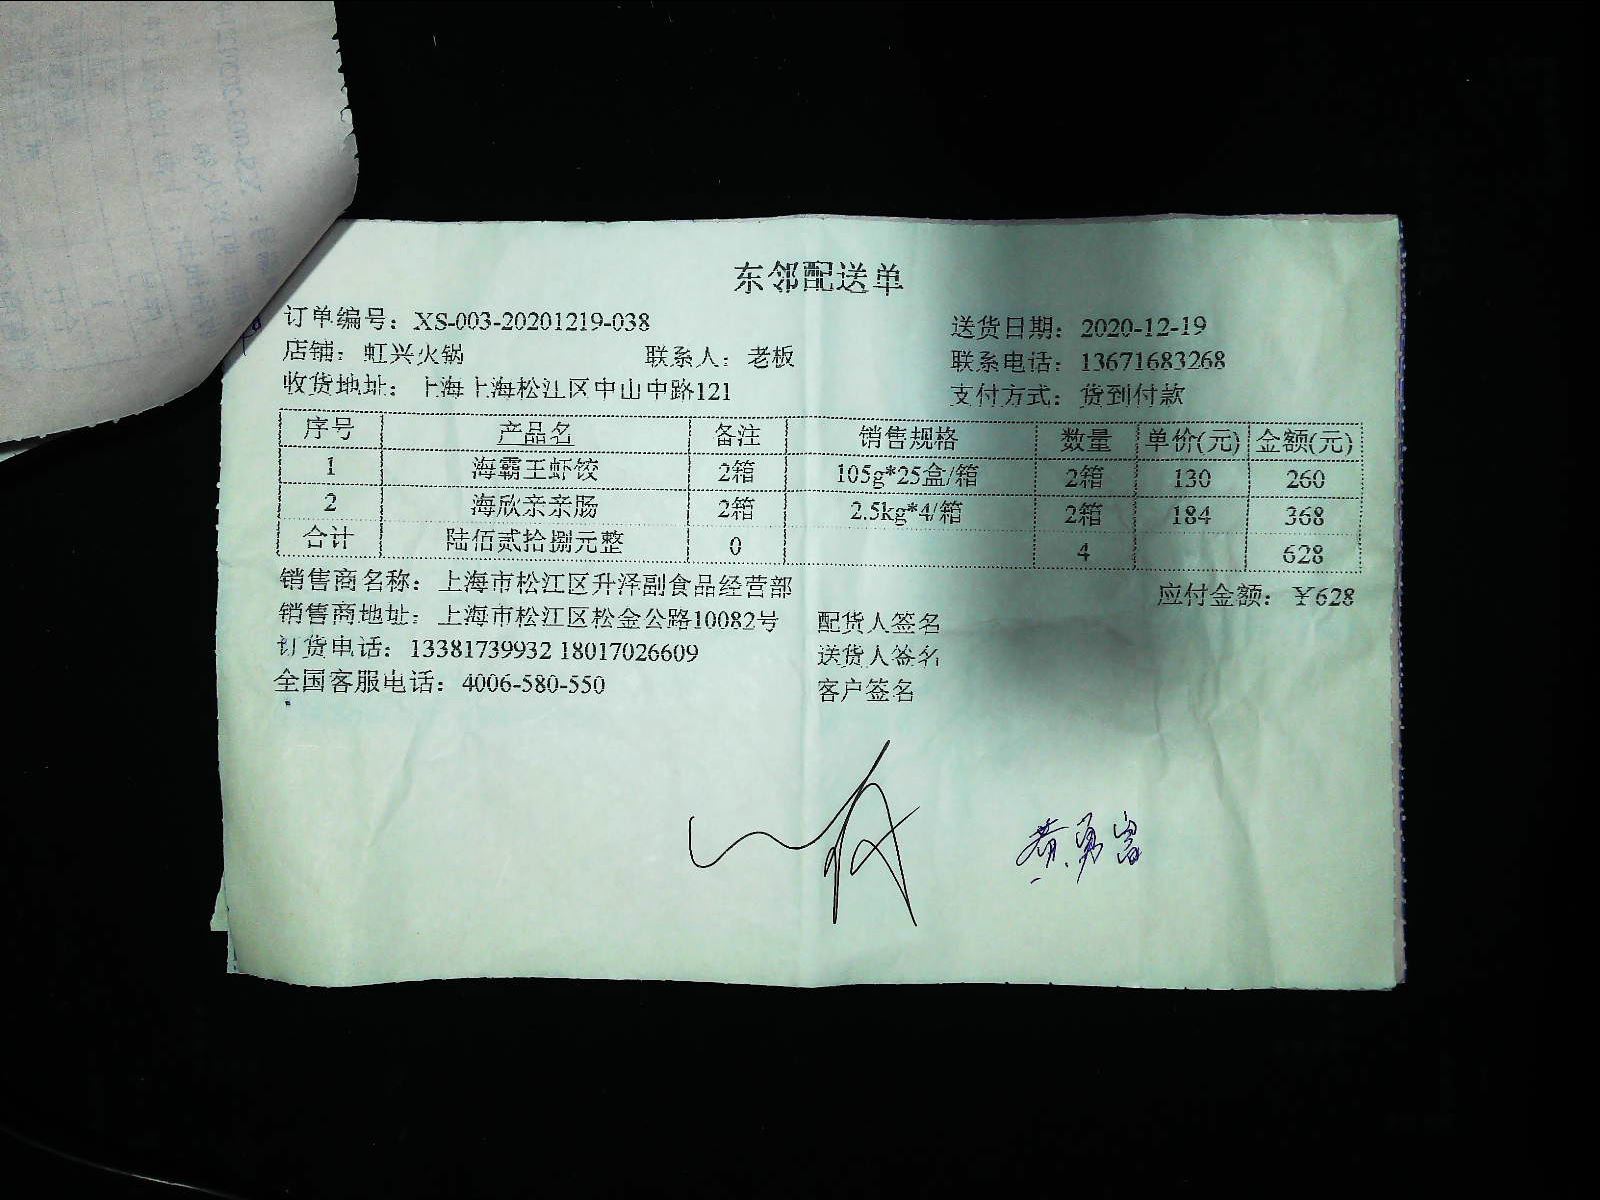 东邻配送单
订单编号：XS-003-20201219-038 送货日期：2020-12-19
店铺：虹兴火锅 联系人：老板 联系电话：13671683268
收货地址：上海上海松江区中山中路121 支付方式：货到付款
序号 产品名 备注 销售规格 数量 单价(元) 金额(元)
1 海霸王虾饺 2箱 105g*25盒/箱 2箱 130 260
2 海欣亲亲肠 2箱 2.5kg*4/箱 2箱 184 368
合计 陆佰贰拾捌元整 0 4 628
销售商名称：上海市松江区升泽副食品经营部 应付金额：￥628
销售商地址：上海市松江区松金公路10082号 配货人签名
订货电话：13381739932 18017026609 送货人签名
全国客服电话：4006-580-550 客户签名
黄勇富